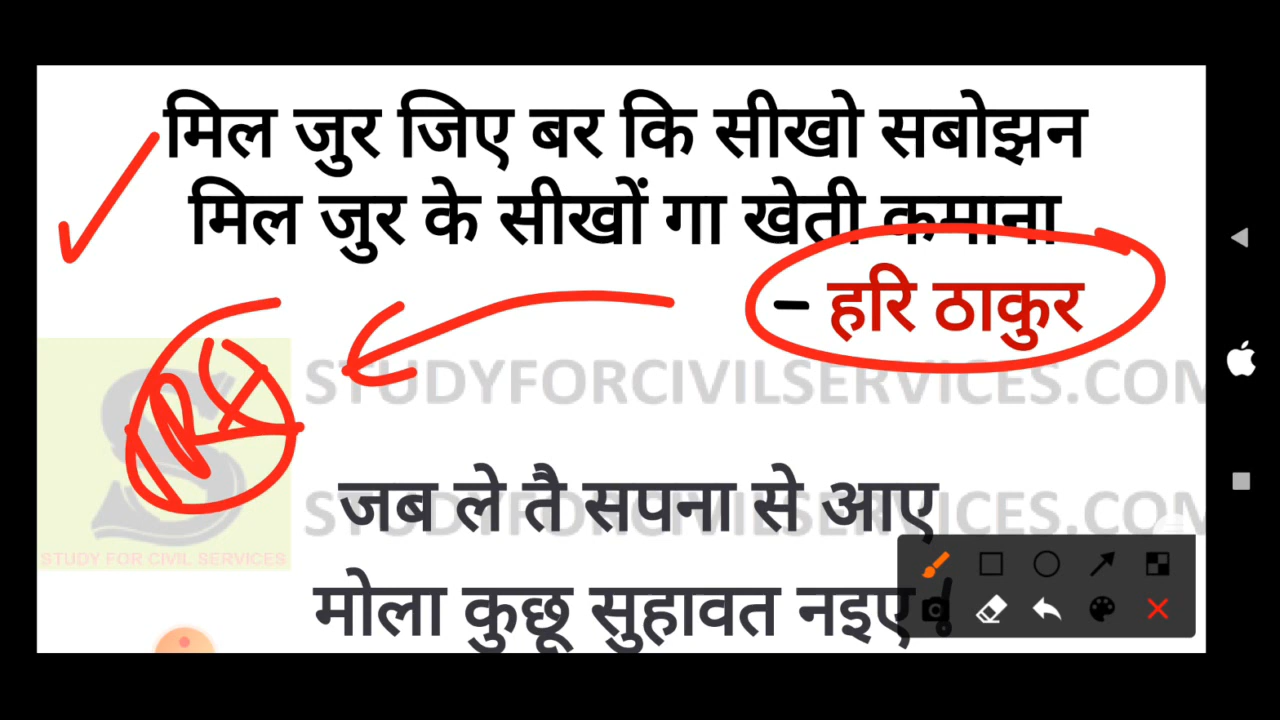 मिल जुर जिए बर कि सीखो सबोझन
मिल जुर के सीखों गा खेती कमाना
– हरि ठाकुर
STUDYFORCIVILSERVICES.COM
STUDYFORCIVILSERVICES.COM
STUDY FOR CIVIL SERVICES
जब ले तै सपना से आए
मोला कुछू सुहावत नइए